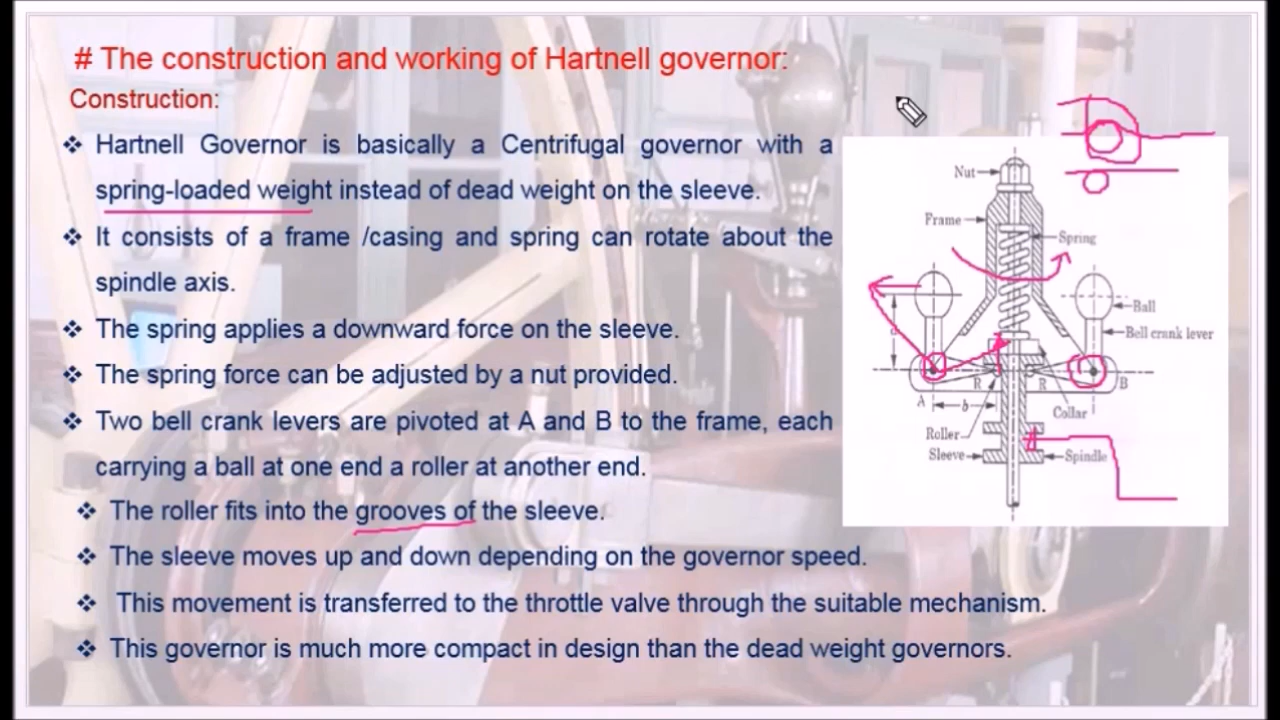 # The construction and working of Hartnell governor:
Construction:
❖ Hartnell Governor is basically a Centrifugal governor with a
spring-loaded weight instead of dead weight on the sleeve.
❖ It consists of a frame /casing and spring can rotate about the
spindle axis.
❖ The spring applies a downward force on the sleeve.
❖ The spring force can be adjusted by a nut provided.
❖ Two bell crank levers are pivoted at A and B to the frame, each
carrying a ball at one end a roller at another end.
❖ The roller fits into the grooves of the sleeve.
❖ The sleeve moves up and down depending on the governor speed.
❖ This movement is transferred to the throttle valve through the suitable mechanism.
❖ This governor is much more compact in design than the dead weight governors.
Nut
Frame
Spring
Ball
Bell crank lever
R R B
A b
Collar
Roller
Sleeve Spindle